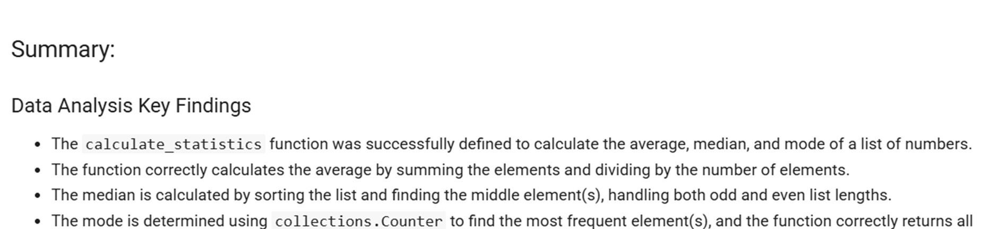 Summary:
Data Analysis Key Findings
• The calculate_statistics function was successfully defined to calculate the average, median, and mode of a list of numbers.
• The function correctly calculates the average by summing the elements and dividing by the number of elements.
• The median is calculated by sorting the list and finding the middle element(s), handling both odd and even list lengths.
• The mode is determined using collections.Counter to find the most frequent element(s), and the function correctly returns all